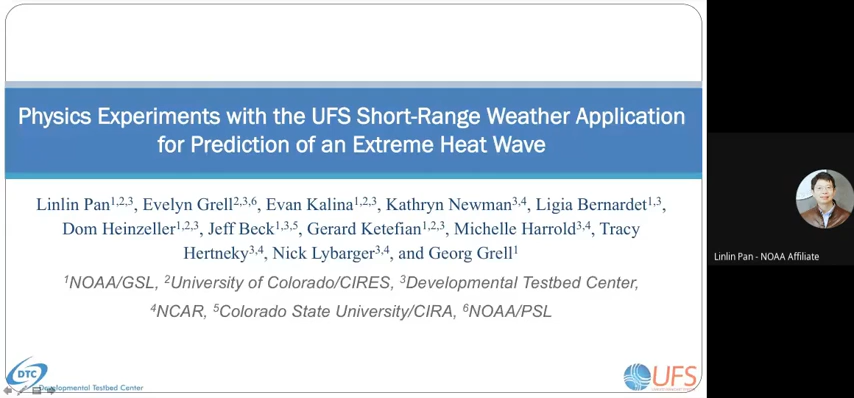 Physics Experiments with the UFS Short-Range Weather Application
for Prediction of an Extreme Heat Wave
Linlin Pan1,2,3, Evelyn Grell2,3,6, Evan Kalina1,2,3, Kathryn Newman3,4, Ligia Bernardet1,3,
Dom Heinzeller1,2,3, Jeff Beck1,3,5, Gerard Ketefian1,2,3, Michelle Harrold3,4, Tracy
Hertneky3,4, Nick Lybarger3,4, and Georg Grell1
1NOAA/GSL, 2University of Colorado/CIRES, 3Developmental Testbed Center,
4NCAR, 5Colorado State University/CIRA, 6NOAA/PSL
Linlin Pan - NOAA Affiliate
DTC
Developmental Testbed Center
UFS